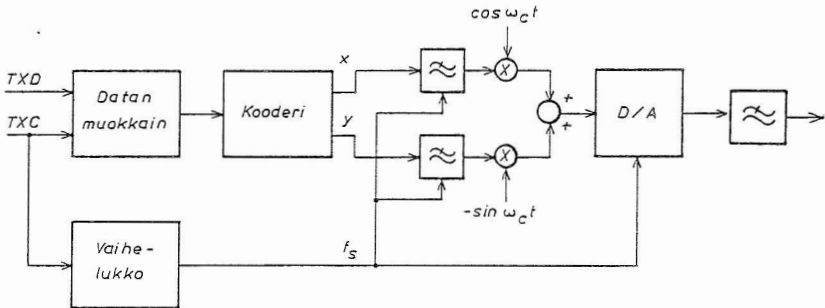 cos ω_c t
x
TXD
Datan
muokkain
Kooderi
X
+
TXC
D/A
+
y
X
-sin ω_c t
Vaihe-
lukko
f_s